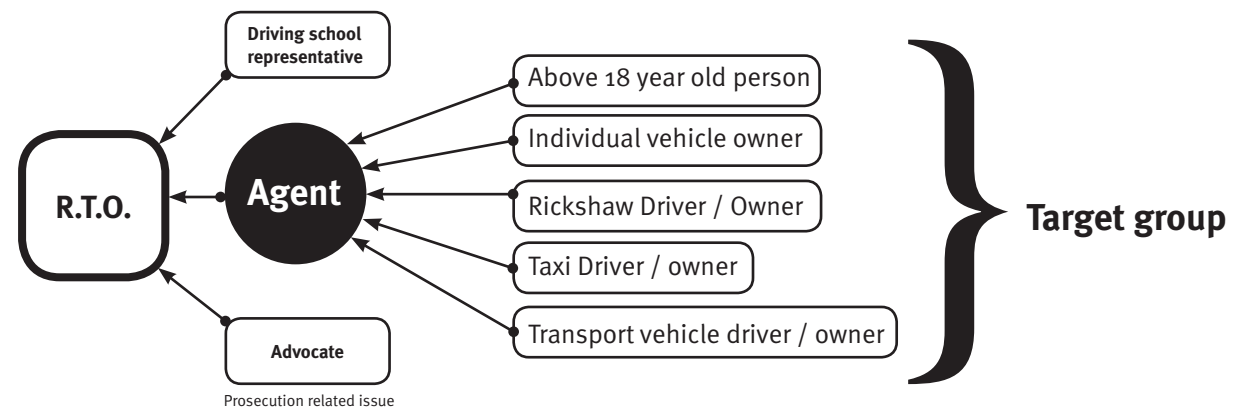 Driving school
representative
Above 18 year old person
Individual vehicle owner
R.T.O.
Agent
Rickshaw Driver / Owner
Target group
Taxi Driver / owner
Transport vehicle driver / owner
Advocate
Prosecution related issue